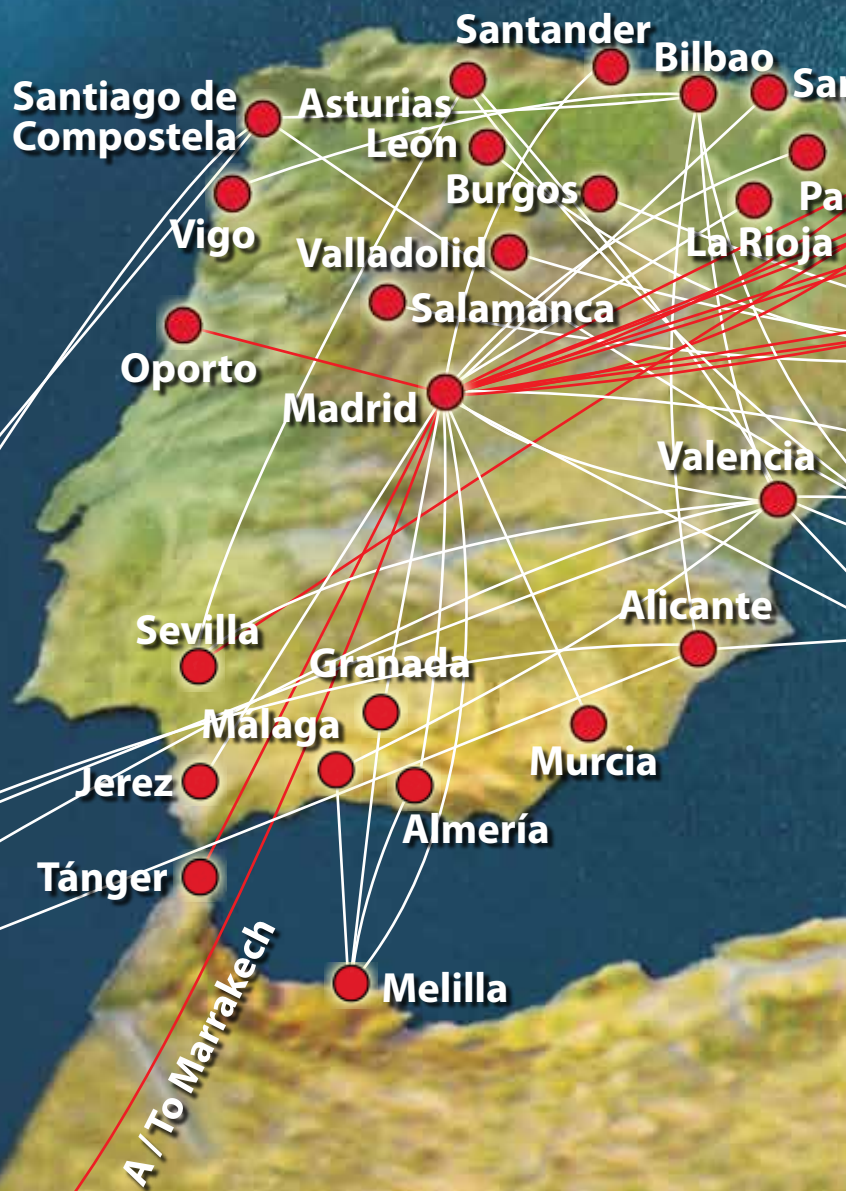 Santander
Bilbao
Santiago de
Compostela
Asturias
León
Burgos
Vigo
La Rioja
Valladolid
Salamanca
Oporto
Madrid
Valencia
Alicante
Sevilla
Granada
Málaga
Murcia
Jerez
Almería
Tánger
Melilla
A / To Marrakech